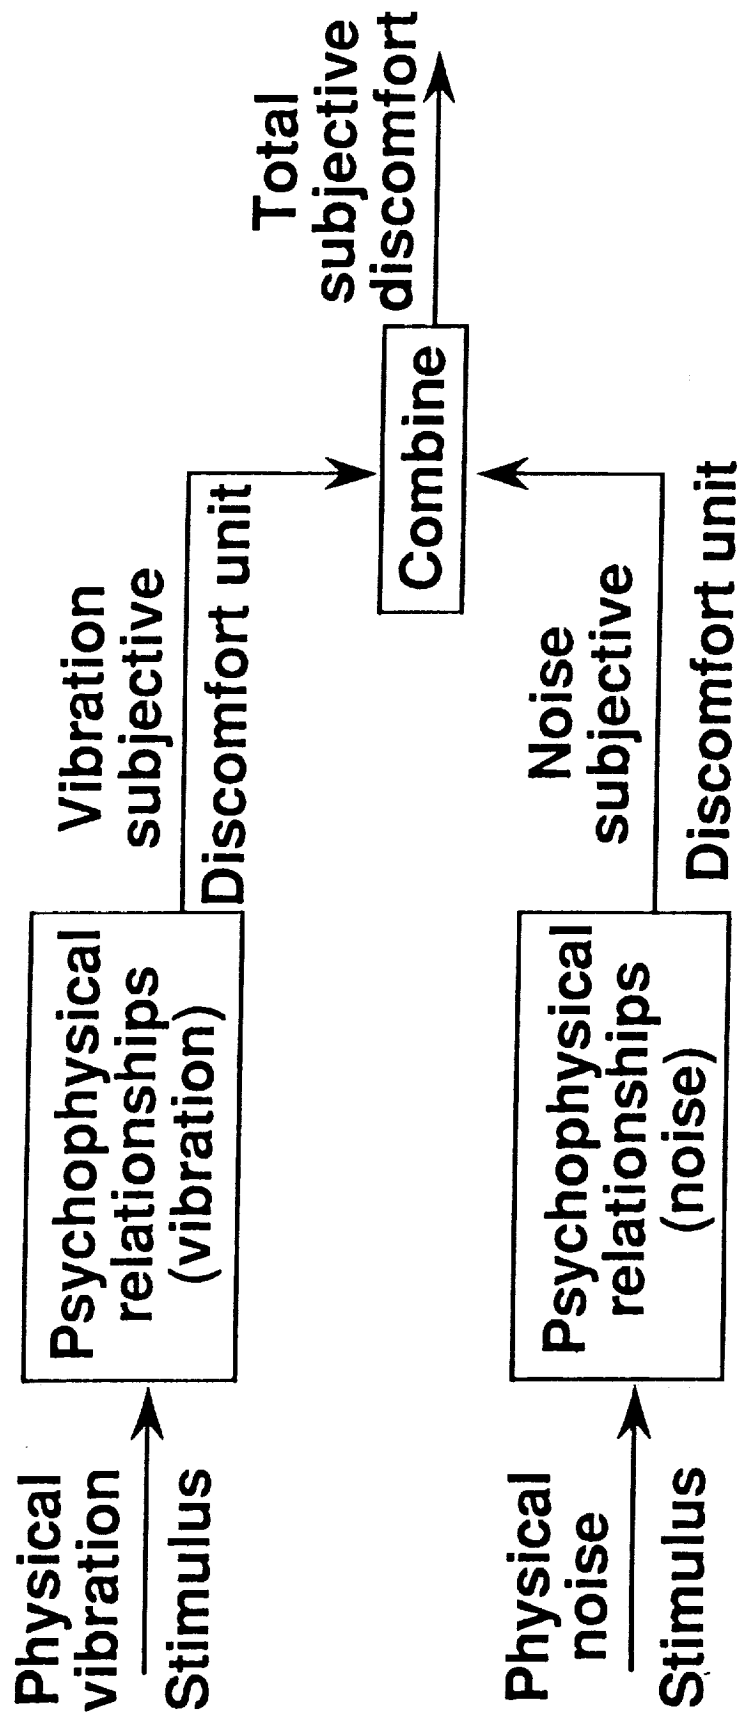 Physical
vibration
Stimulus
Psychophysical
relationships
(vibration)
Vibration
subjective
Discomfort unit
Physical
noise
Stimulus
Psychophysical
relationships
(noise)
Noise
subjective
Discomfort unit
Combine
Total
subjective
discomfort